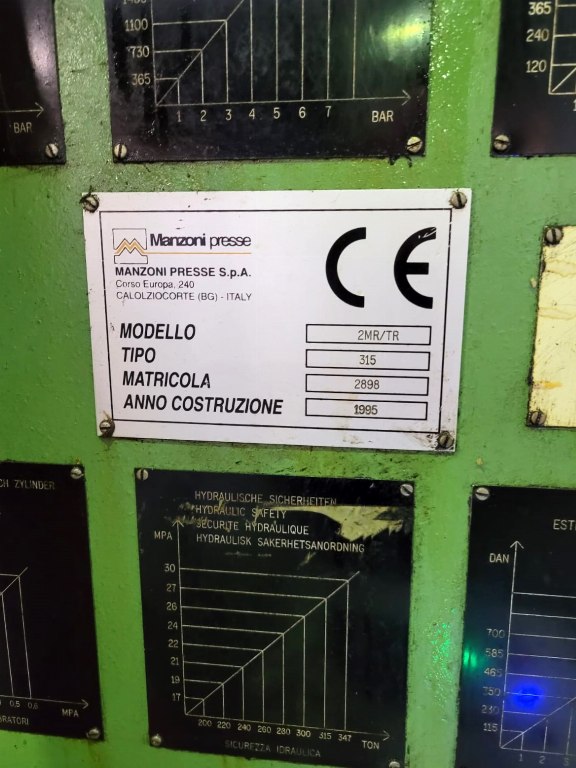 1100
730
365
1 2 3 4 5 6 7 BAR
BAR
365
240
120
Manzoni presse
MANZONI PRESSE S.p.A.
Corso Europa, 240
CALOLZIOCORTE (BG) - ITALY
CE
MODELLO 2MR/TR
TIPO 315
MATRICOLA 2898
ANNO COSTRUZIONE 1995
CH ZYLINDER
0.5 0.6 MPA
HYDRAULISCHE SICHERHEITEN
HYDRAULIC SAFETY
SECURITE HYDRAULIQUE
HYDRAULISK SAKERHETSANORDNING
MPA
30
27
26
24
22
21
19
17
200 220 240 260 280 300 315 347 TON
SICUREZZA IDRAULICA
DAN
700
585
465
350
230
115
1 2 3